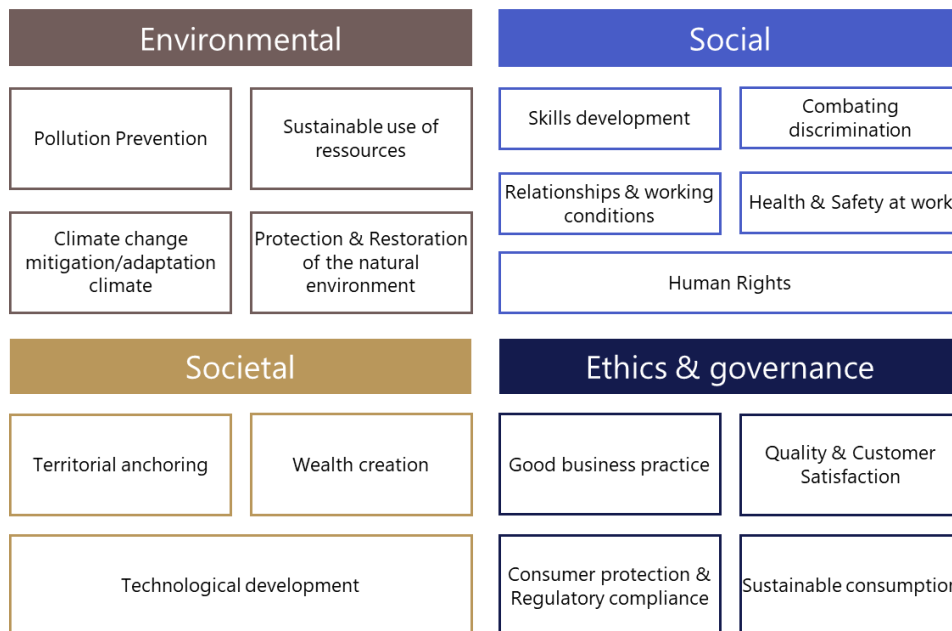 Environmental
Pollution Prevention
Sustainable use of
ressources
Climate change
mitigation/adaptation
climate
Protection & Restoration
of the natural
environment
Social
Skills development
Combating
discrimination
Relationships & working
conditions
Health & Safety at work
Human Rights
Societal
Territorial anchoring
Wealth creation
Technological development
Ethics & governance
Good business practice
Quality & Customer
Satisfaction
Consumer protection &
Regulatory compliance
Sustainable consumption